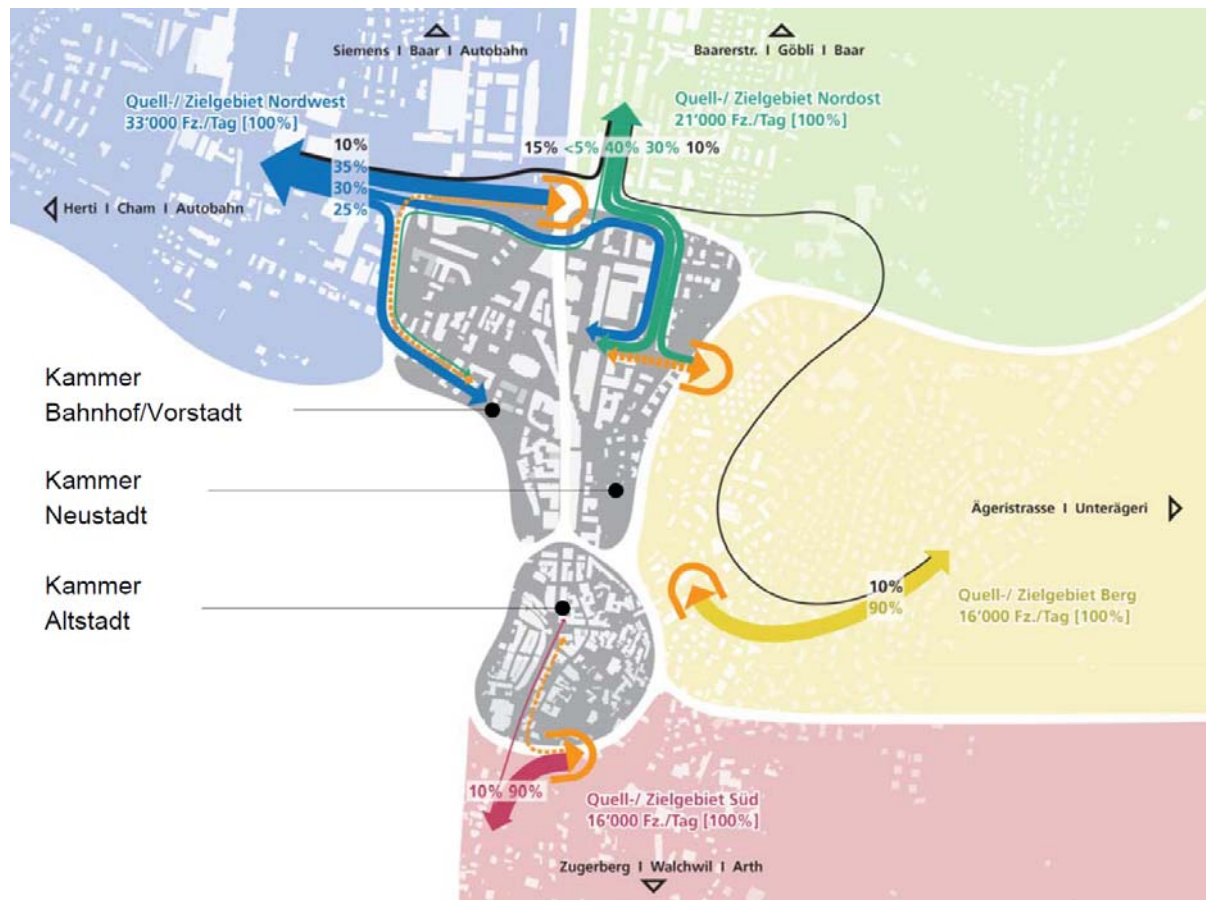 Siemens I Baar I Autobahn
Baarerstr. I Göbli I Baar
Quell-/ Zielgebiet Nordwest
33'000 Fz./Tag [100%]
Quell-/ Zielgebiet Nordost
21'000 Fz./Tag [100%]
10%
35%
30%
25%
15% <5% 40% 30% 10%
Herti I Cham I Autobahn
Kammer
Bahnhof/Vorstadt
Kammer
Neustadt
Ägeristrasse I Unterägeri
Kammer
Altstadt
10%
90%
Quell-/ Zielgebiet Berg
16'000 Fz./Tag [100%]
10% 90%
Quell-/ Zielgebiet Süd
16'000 Fz./Tag [100%]
Zugerberg I Walchwil I Arth